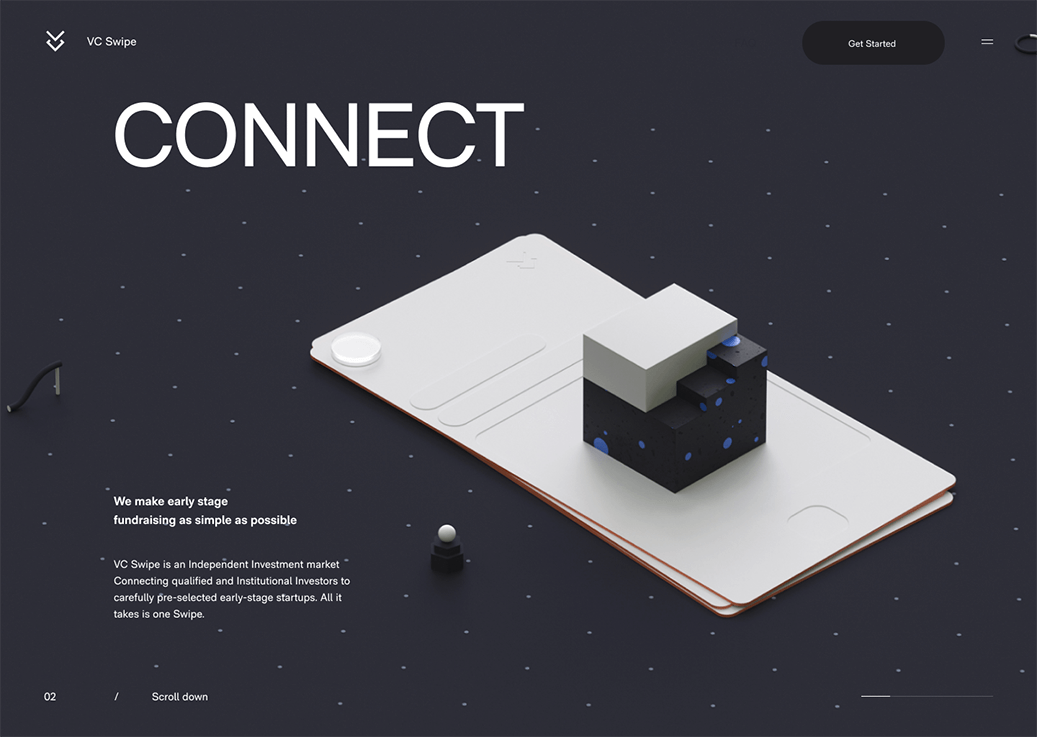 VC Swipe
Get Started
CONNECT
We make early stage
fundraising as simple as possible
VC Swipe is an Independent Investment market
Connecting qualified and Institutional Investors to
carefully pre-selected early-stage startups. All it
takes is one Swipe.
02 / Scroll down